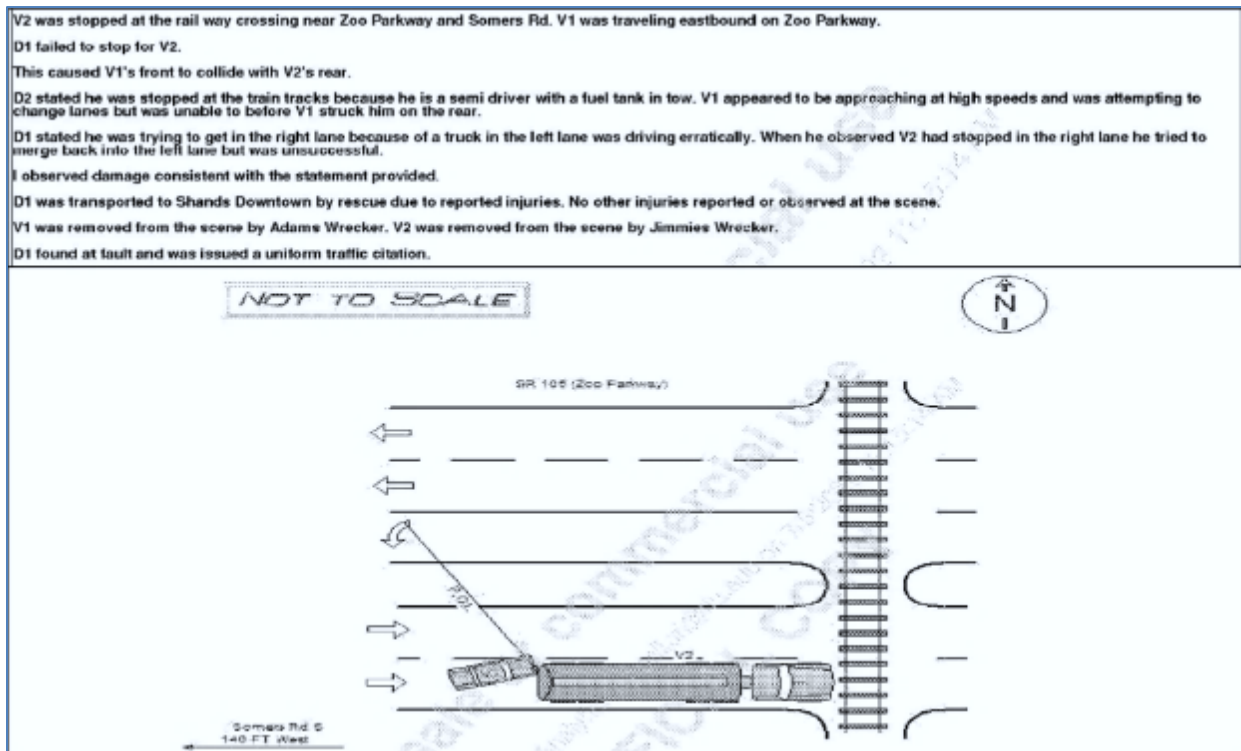 V2 was stopped at the rail way crossing near Zoo Parkway and Somers Rd. V1 was traveling eastbound on Zoo Parkway.
D1 failed to stop for V2.
This caused V1's front to collide with V2's rear.
D2 stated he was stopped at the train tracks because he is a semi driver with a fuel tank in tow. V1 appeared to be approaching at high speeds and was attempting to
change lanes but was unable to before V1 struck him on the rear.
D1 stated he was trying to get in the right lane because of a truck in the left lane was driving erratically. When he observed V2 had stopped in the right lane he tried to
merge back into the left lane but was unsuccessful.
I observed damage consistent with the statement provided.
D1 was transported to Shands Downtown by rescue due to reported injuries. No other injuries reported or observed at the scene.
V1 was removed from the scene by Adams Wrecker. V2 was removed from the scene by Jimmies Wrecker.
D1 found at fault and was issued a uniform traffic citation.
NOT TO SCALE
N
SR 105 (Zoo Parkway)
P.O.I.
V2
Somers Rd S
140 FT West
commercial use
commercial use